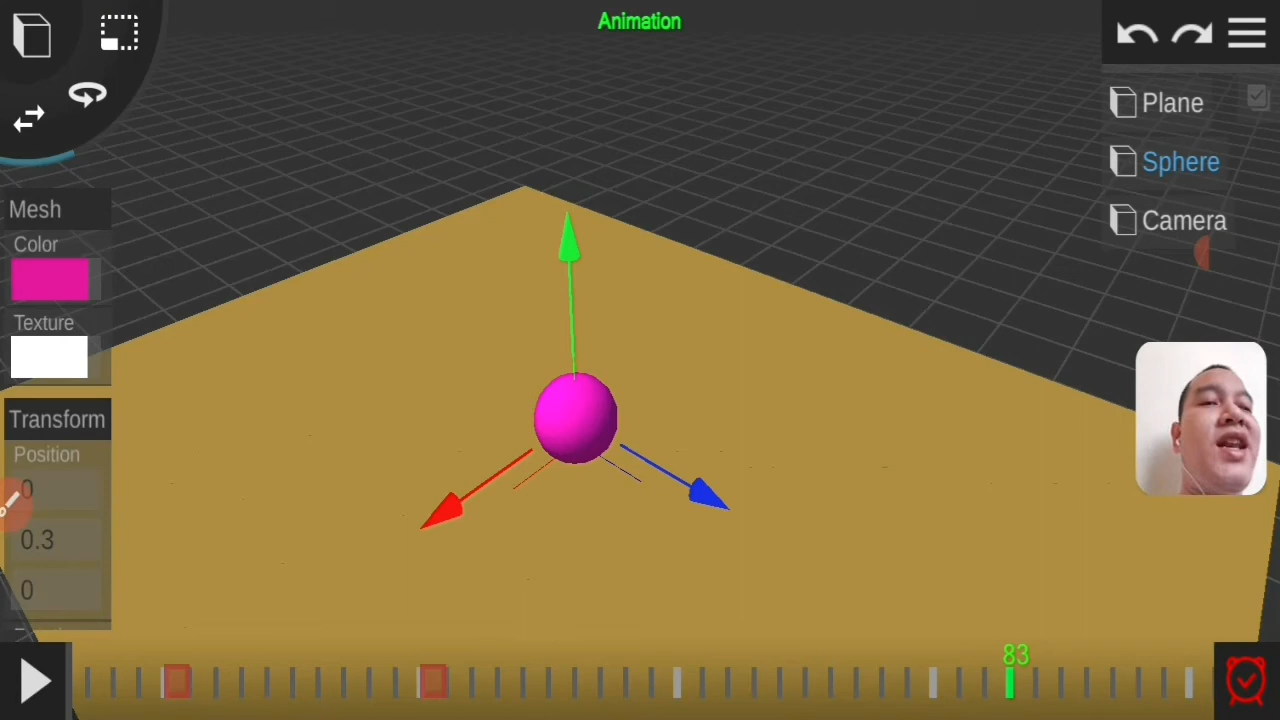 Animation
Plane
Sphere
Camera
Mesh
Color
Texture
Transform
Position
0
0.3
0
83